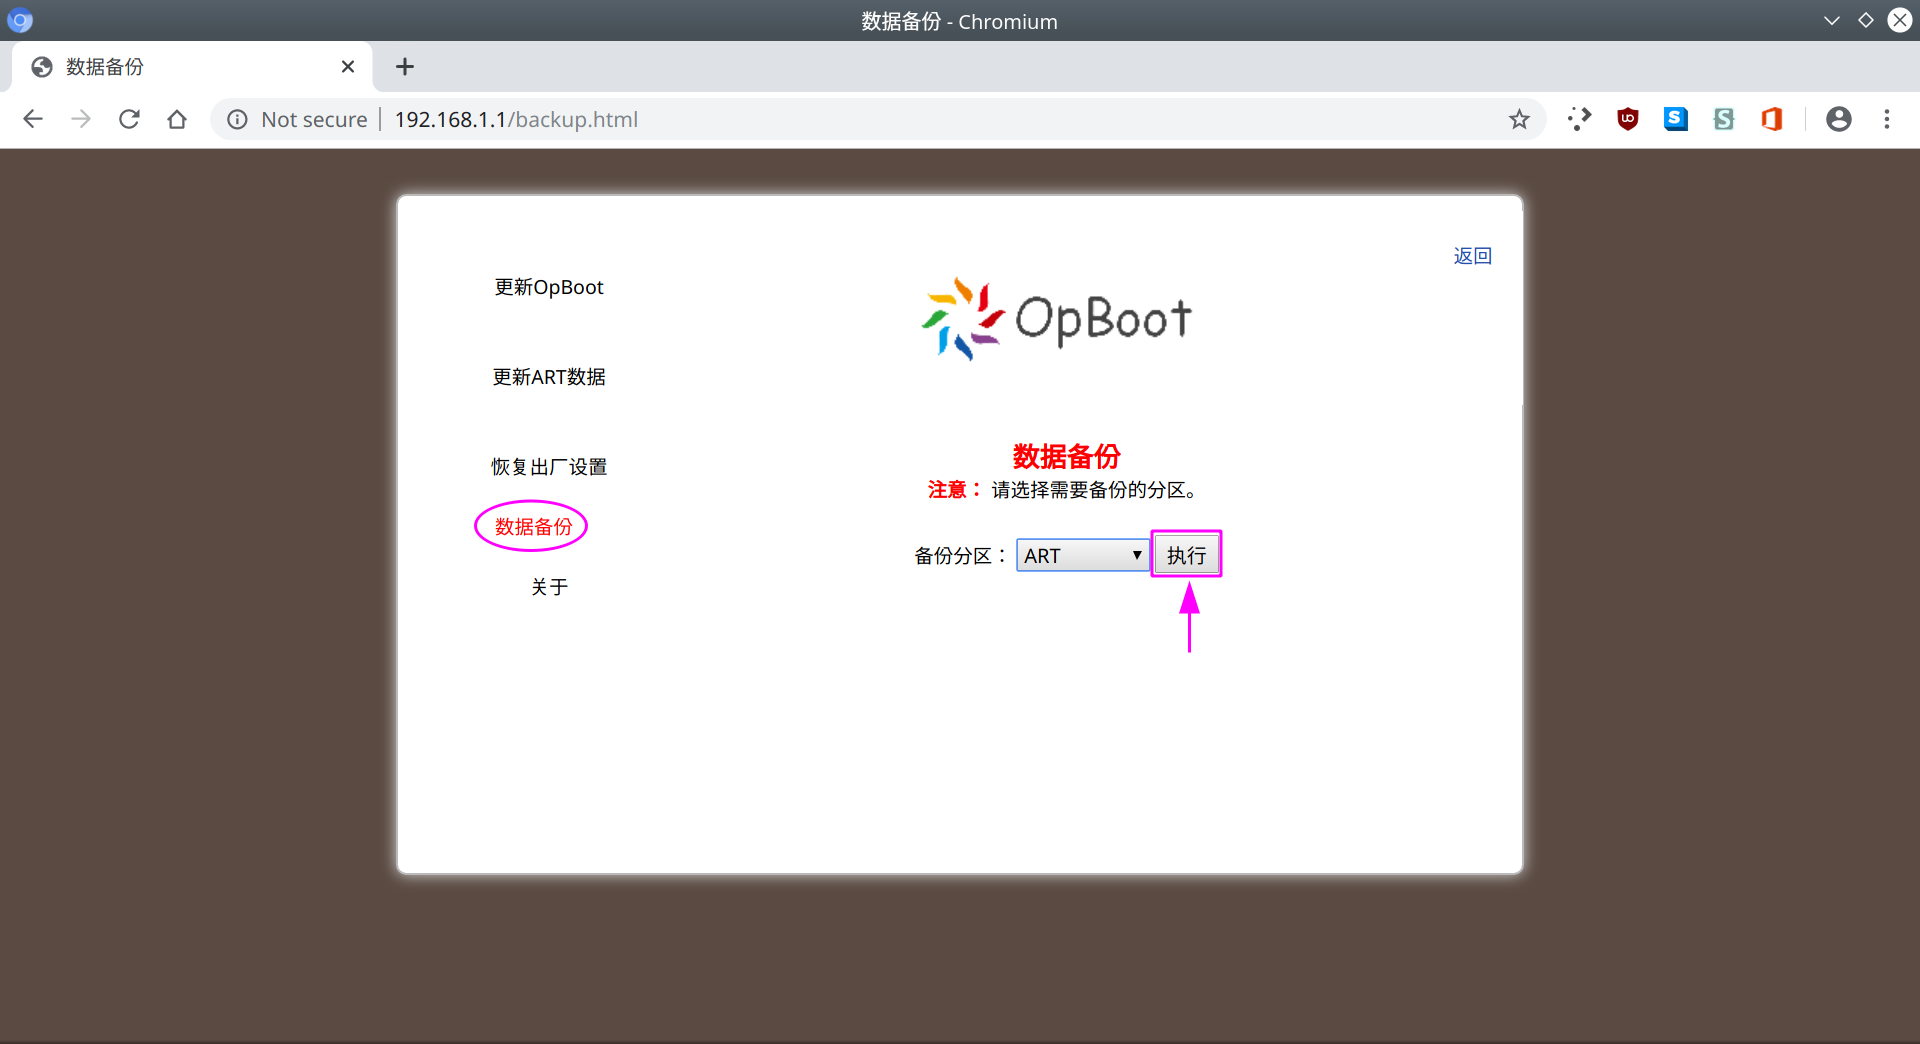 数据备份 - Chromium
数据备份
Not secure
192.168.1.1/backup.html
返回
更新OpBoot
OpBoot
更新ART数据
恢复出厂设置
数据备份
关于
数据备份
注意： 请选择需要备份的分区。
备份分区： ART 执行